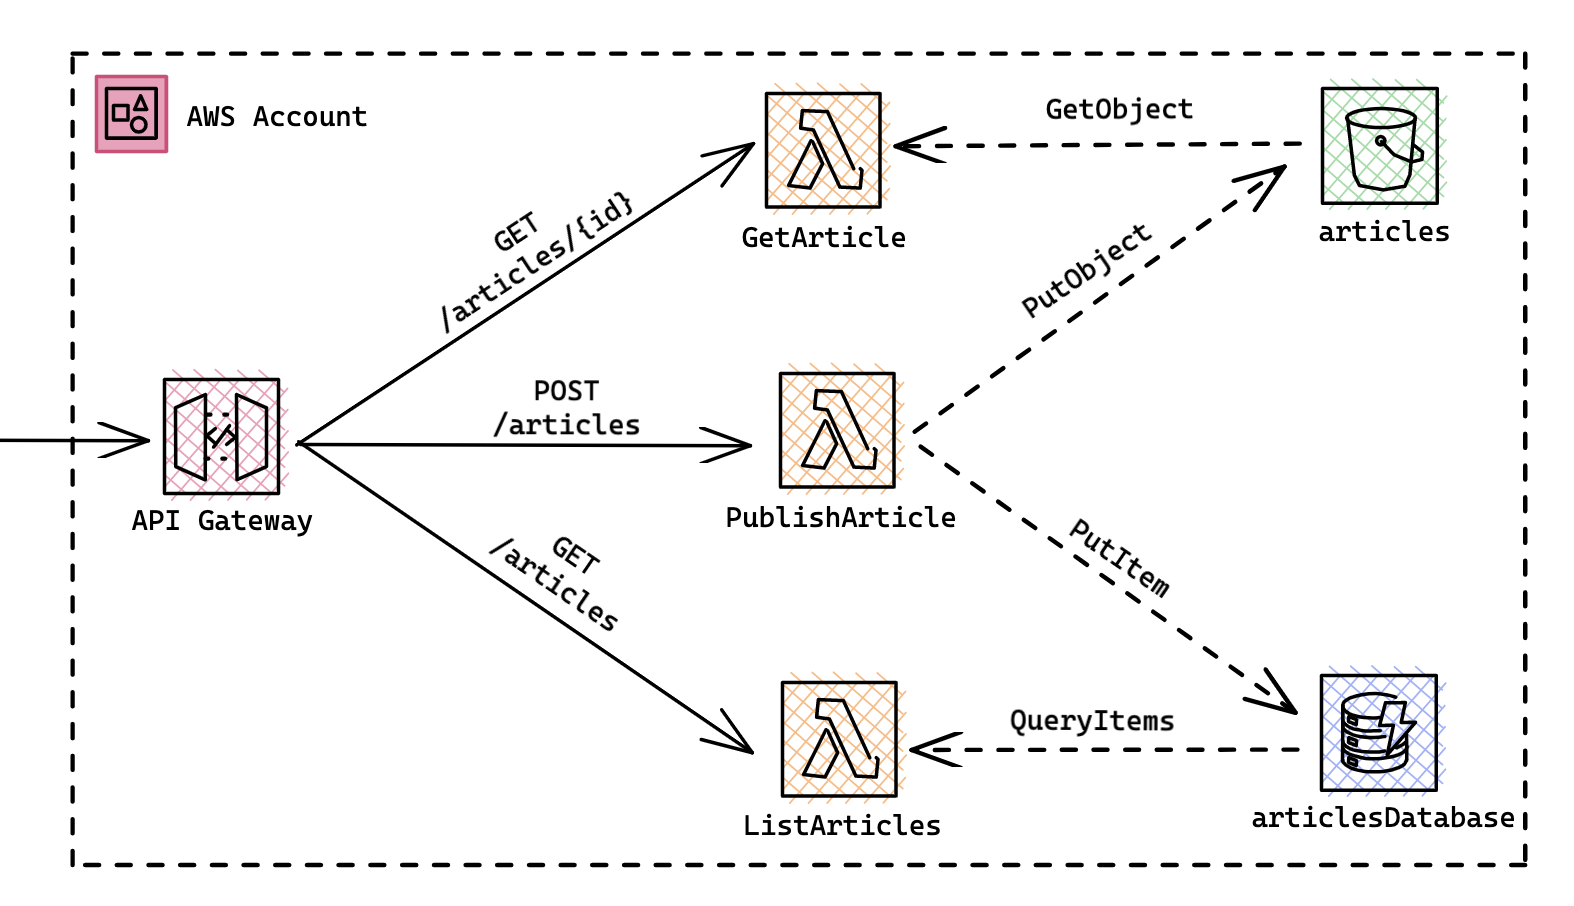 AWS Account
GetObject
GET
/articles/{id}
GetArticle
articles
PutObject
POST
/articles
API Gateway
PublishArticle
GET
/articles
PutItem
QueryItems
ListArticles
articlesDatabase